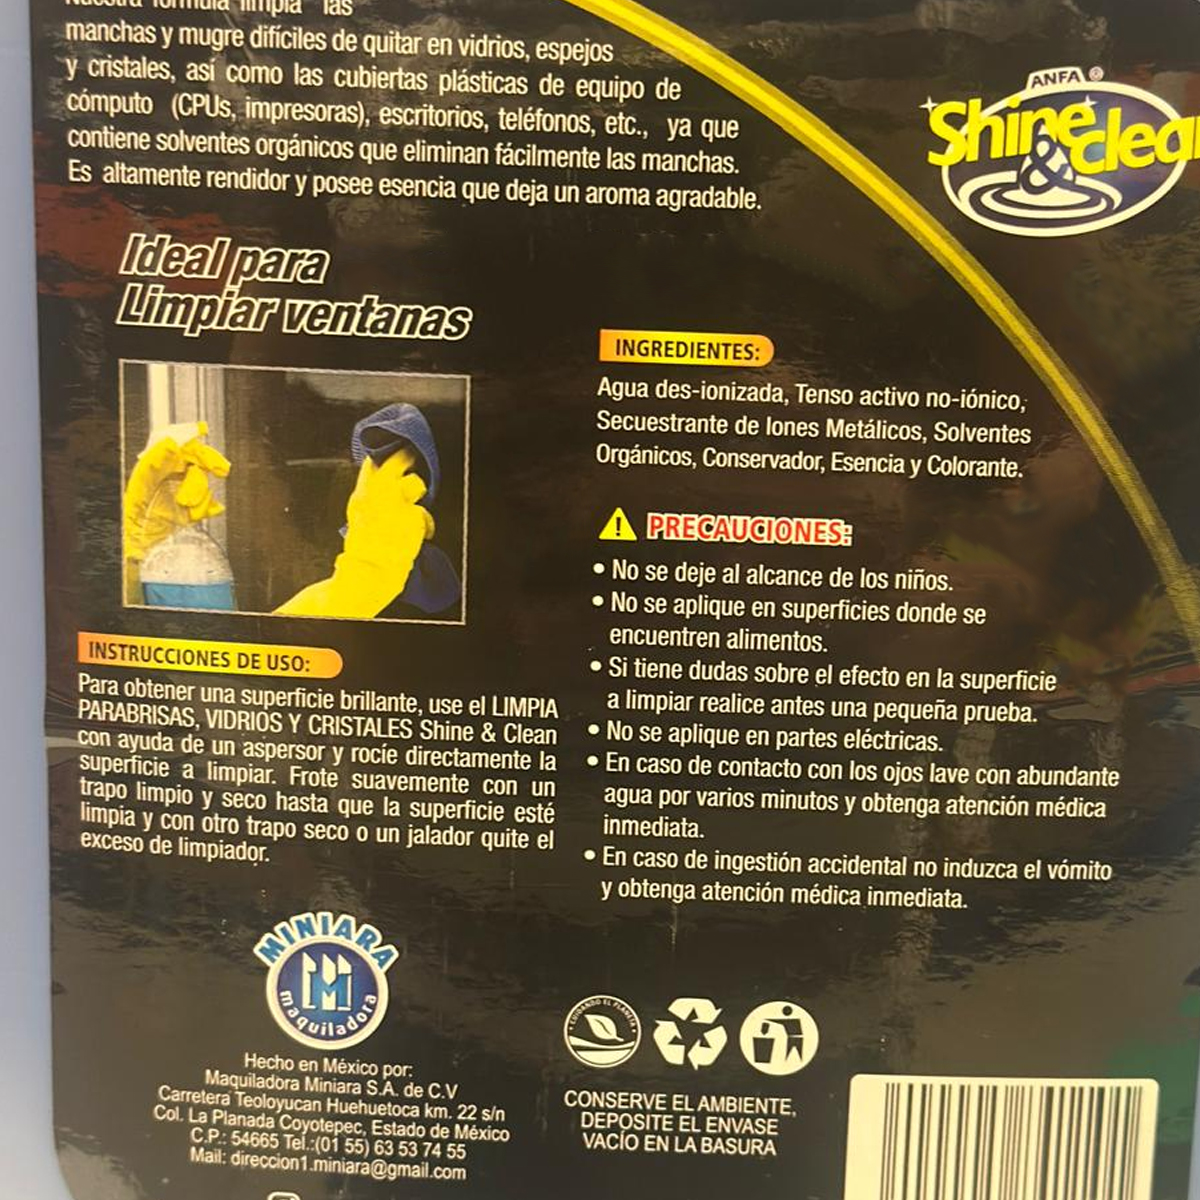 Nuestra fórmula limpia las
manchas y mugre difíciles de quitar en vidrios, espejos
y cristales, así como las cubiertas plásticas de equipo de
cómputo (CPUs, impresoras), escritorios, teléfonos, etc., ya que
contiene solventes orgánicos que eliminan fácilmente las manchas.
Es altamente rendidor y posee esencia que deja un aroma agradable.
ANFA ®
Shine & clean
Ideal para
Limpiar ventanas
INSTRUCCIONES DE USO:
Para obtener una superficie brillante, use el LIMPIA
PARABRISAS, VIDRIOS Y CRISTALES Shine & Clean
con ayuda de un aspersor y rocíe directamente la
superficie a limpiar. Frote suavemente con un
trapo limpio y seco hasta que la superficie esté
limpia y con otro trapo seco o un jalador quite el
exceso de limpiador.
INGREDIENTES:
Agua des-ionizada, Tenso activo no-iónico,
Secuestrante de Iones Metálicos, Solventes
Orgánicos, Conservador, Esencia y Colorante.
! PRECAUCIONES:
• No se deje al alcance de los niños.
• No se aplique en superficies donde se
encuentren alimentos.
• Si tiene dudas sobre el efecto en la superficie
a limpiar realice antes una pequeña prueba.
• No se aplique en partes eléctricas.
• En caso de contacto con los ojos lave con abundante
agua por varios minutos y obtenga atención médica
inmediata.
• En caso de ingestión accidental no induzca el vómito
y obtenga atención médica inmediata.
MINIARA
M
maquiladora
Hecho en México por:
Maquiladora Miniara S.A. de C.V
Carretera Teoloyucan Huehuetoca km. 22 s/n
Col. La Planada Coyotepec, Estado de México
C.P.: 54665 Tel.:(01 55) 63 53 74 55
Mail: direccion1.miniara@gmail.com
CUIDANDO EL PLANETA
CONSERVE EL AMBIENTE,
DEPOSITE EL ENVASE
VACÍO EN LA BASURA